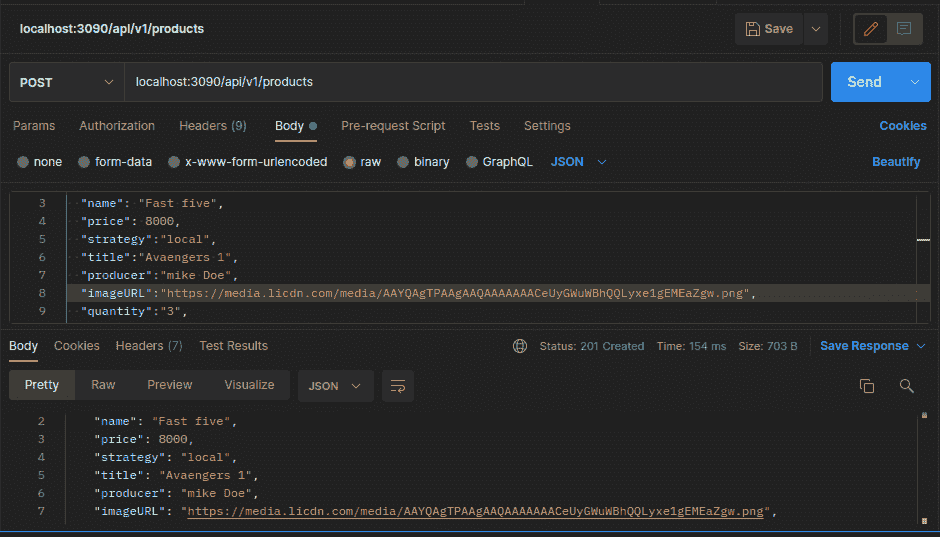 localhost:3090/api/v1/products
Save
POST
localhost:3090/api/v1/products
Send
Params Authorization Headers (9) Body Pre-request Script Tests Settings Cookies
none form-data x-www-form-urlencoded raw binary GraphQL JSON Beautify
3 "name": "Fast five",
4 "price": 8000,
5 "strategy":"local",
6 "title":"Avaengers 1",
7 "producer":"mike Doe",
8 "imageURL":"https://media.licdn.com/media/AAYQAgTPAAgAAQAAAAAAACeUyGWuWBhQQLyxe1gEMEaZgw.png",
9 "quantity":"3",
Body Cookies Headers (7) Test Results Status: 201 Created Time: 154 ms Size: 703 B Save Response
Pretty Raw Preview Visualize JSON
2 "name": "Fast five",
3 "price": 8000,
4 "strategy": "local",
5 "title": "Avaengers 1",
6 "producer": "mike Doe",
7 "imageURL": "https://media.licdn.com/media/AAYQAgTPAAgAAQAAAAAAACeUyGWuWBhQQLyxe1gEMEaZgw.png",